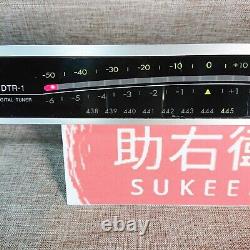 -50 -40 -30 -20 -10 0 +10
DTR-1
DIGITAL TUNER
-6 -5 -4 -3 -2 -1 ▲ +1
438 439 440 441 442 443 444 445
助右衛
SUKEE